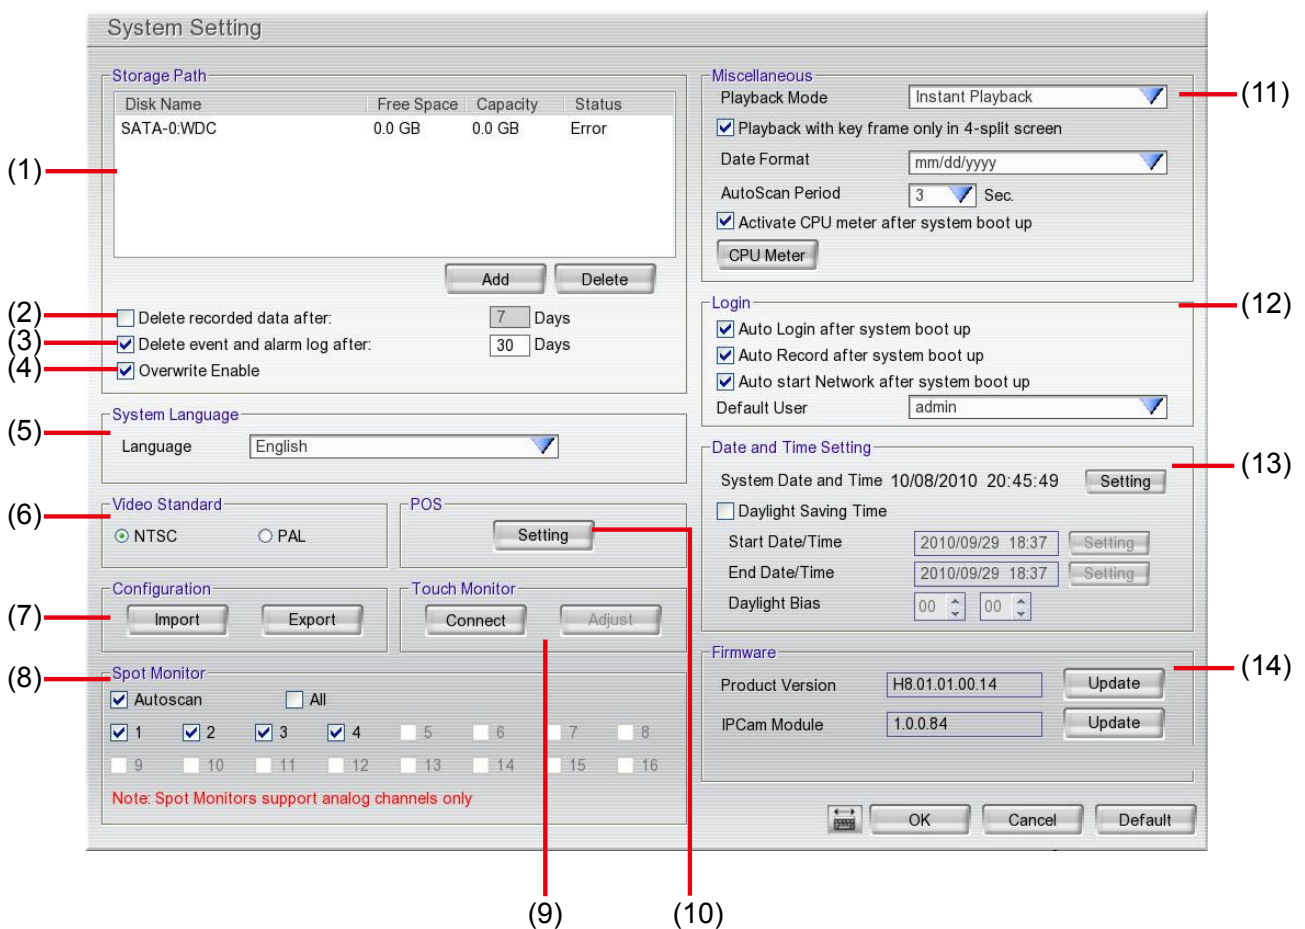 System Setting
Storage Path
Disk Name Free Space Capacity Status
SATA-0:WDC 0.0 GB 0.0 GB Error
(1)
Add Delete
(2) Delete recorded data after: 7 Days
(3) Delete event and alarm log after: 30 Days
(4) Overwrite Enable
System Language
(5)
Language English
Video Standard
(6)
NTSC PAL
POS
Setting
Configuration
(7) Import Export
Touch Monitor
Connect Adjust
Spot Monitor
(8)
Autoscan All
1 2 3 4 5 6 7 8
9 10 11 12 13 14 15 16
Note: Spot Monitors support analog channels only
(9) (10)
Miscellaneous
Playback Mode Instant Playback (11)
Playback with key frame only in 4-split screen
Date Format mm/dd/yyyy
AutoScan Period 3 Sec.
Activate CPU meter after system boot up
CPU Meter
Login (12)
Auto Login after system boot up
Auto Record after system boot up
Auto start Network after system boot up
Default User admin
Date and Time Setting
(13)
System Date and Time 10/08/2010 20:45:49 Setting
Daylight Saving Time
Start Date/Time 2010/09/29 18:37 Setting
End Date/Time 2010/09/29 18:37 Setting
Daylight Bias 00 00
Firmware
(14)
Product Version H8.01.01.00.14 Update
IPCam Module 1.0.0.84 Update
OK Cancel Default